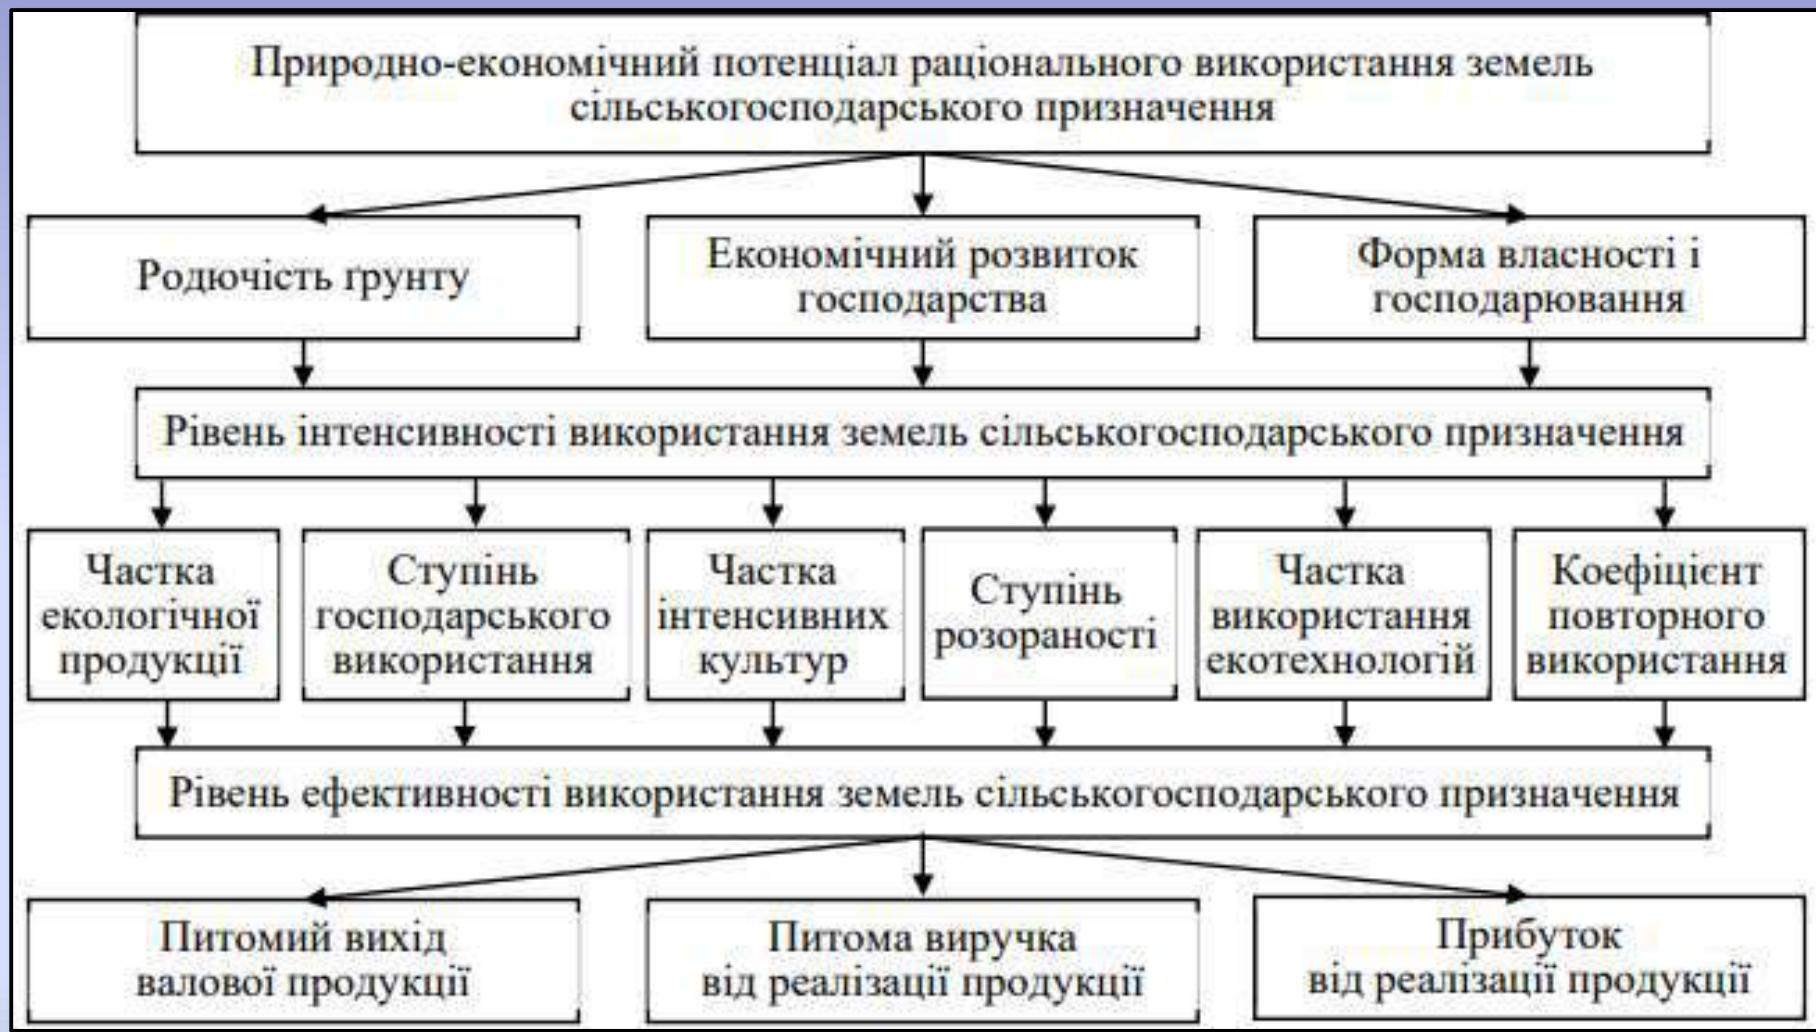 Природно-економічний потенціал раціонального використання земель
сільськогосподарського призначення
Родючість ґрунту
Економічний розвиток
господарства
Форма власності і
господарювання
Рівень інтенсивності використання земель сільськогосподарського призначення
Частка
екологічної
продукції
Ступінь
господарського
використання
Частка
інтенсивних
культур
Ступінь
розораності
Частка
використання
екотехнологій
Коефіцієнт
повторного
використання
Рівень ефективності використання земель сільськогосподарського призначення
Питомий вихід
валової продукції
Питома виручка
від реалізації продукції
Прибуток
від реалізації продукції